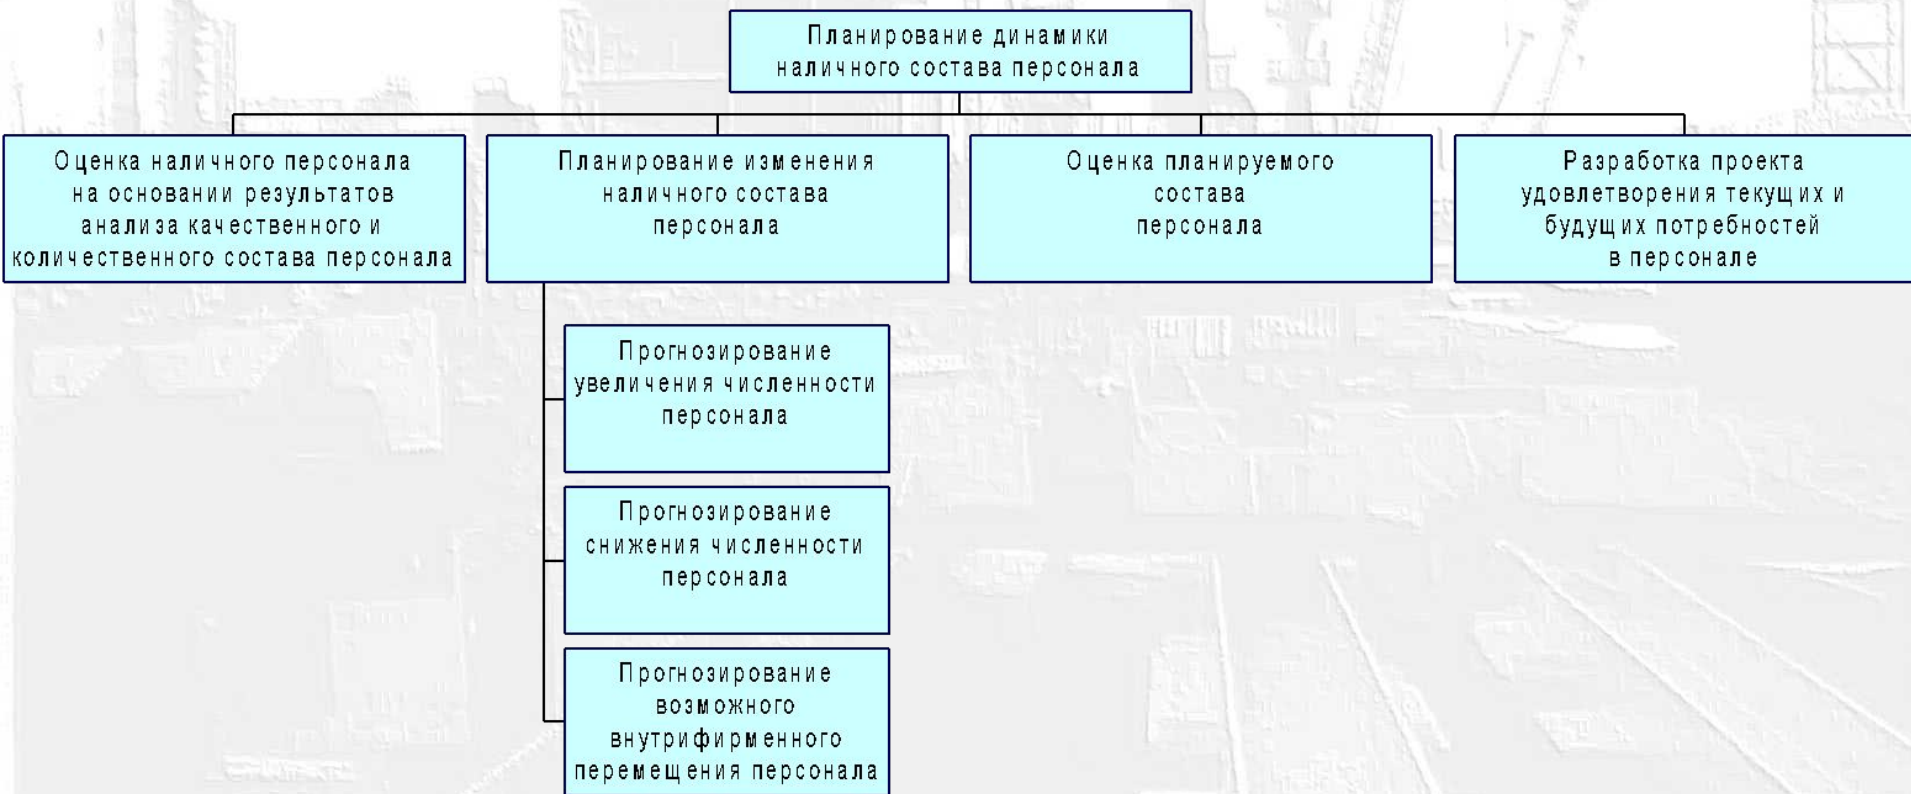 Планирование динамики
наличного состава персонала
Оценка наличного персонала
на основании результатов
анализа качественного и
количественного состава персонала
Планирование изменения
наличного состава
персонала
Оценка планируемого
состава
персонала
Разработка проекта
удовлетворения текущих и
будущих потребностей
в персонале
Прогнозирование
увеличения численности
персонала
Прогнозирование
снижения численности
персонала
Прогнозирование
возможного
внутрифирменного
перемещения персонала